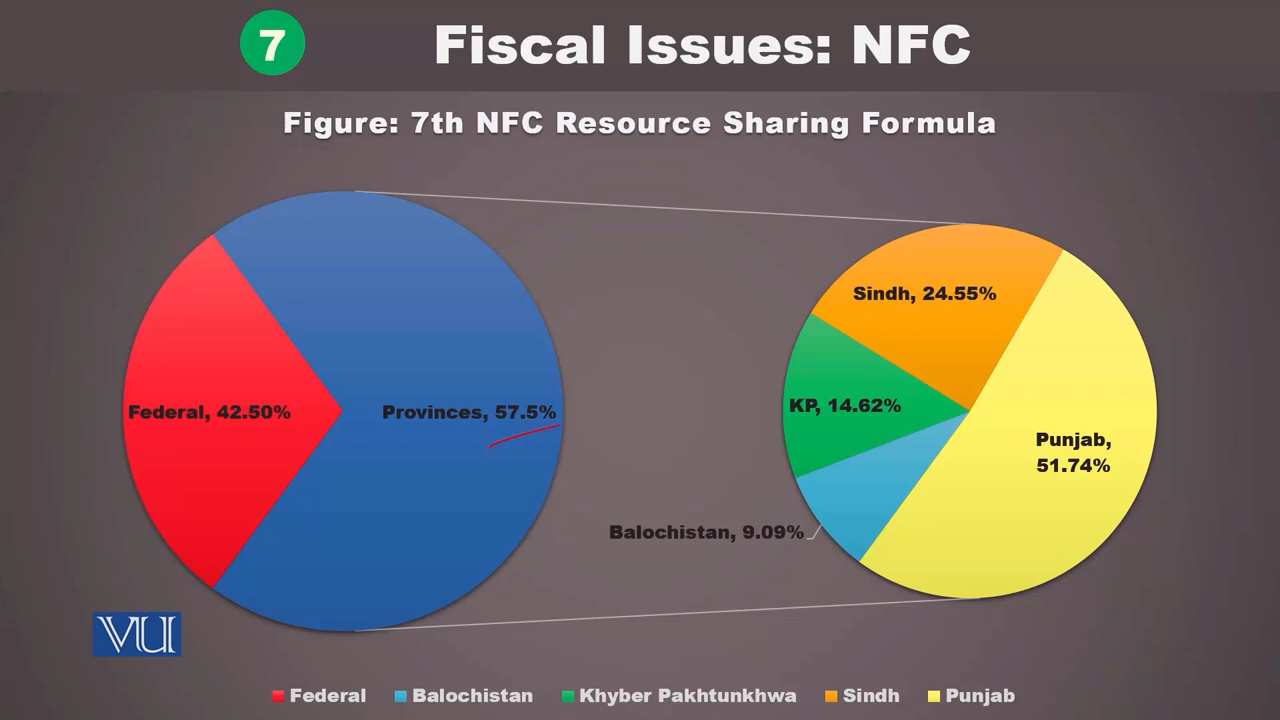 7
Fiscal Issues: NFC
Figure: 7th NFC Resource Sharing Formula
Federal, 42.50%
Provinces, 57.5%
Sindh, 24.55%
KP, 14.62%
Punjab,
51.74%
Balochistan, 9.09%
VU
Federal
Balochistan
Khyber Pakhtunkhwa
Sindh
Punjab